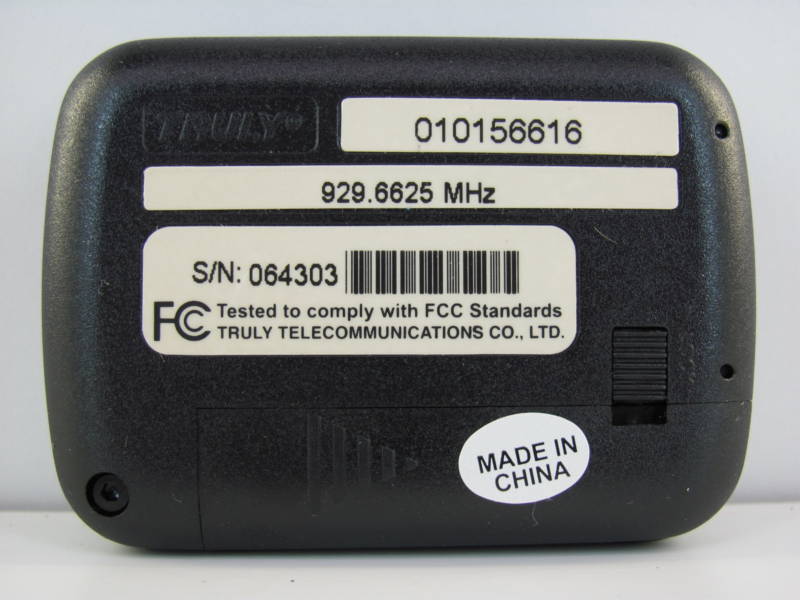 TRULY®
010156616
929.6625 MHz
S/N: 064303
FC Tested to comply with FCC Standards
TRULY TELECOMMUNICATIONS CO., LTD.
MADE IN
CHINA